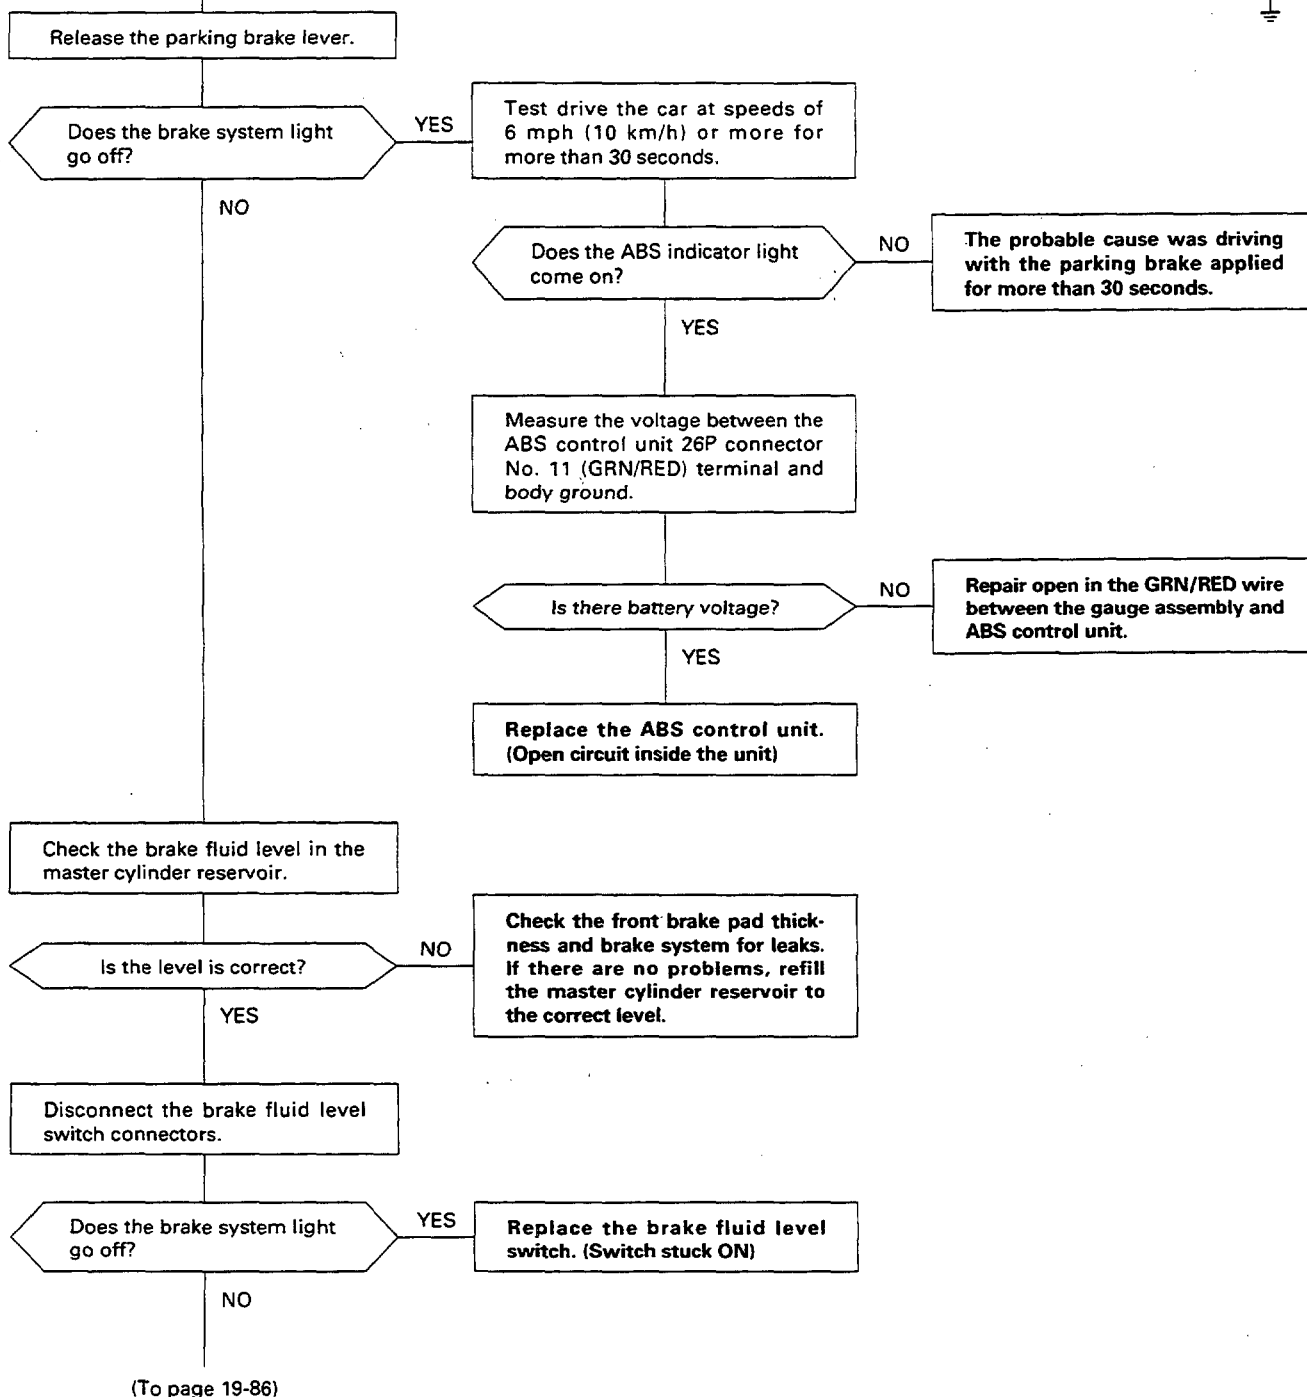 Release the parking brake lever.
Does the brake system light
go off?
YES
Test drive the car at speeds of
6 mph (10 km/h) or more for
more than 30 seconds.
NO
Does the ABS indicator light
come on?
NO
The probable cause was driving
with the parking brake applied
for more than 30 seconds.
YES
Measure the voltage between the
ABS control unit 26P connector
No. 11 (GRN/RED) terminal and
body ground.
Is there battery voltage?
NO
Repair open in the GRN/RED wire
between the gauge assembly and
ABS control unit.
YES
Replace the ABS control unit.
(Open circuit inside the unit)
Check the brake fluid level in the
master cylinder reservoir.
Is the level is correct?
NO
Check the front brake pad thick-
ness and brake system for leaks.
If there are no problems, refill
the master cylinder reservoir to
the correct level.
YES
Disconnect the brake fluid level
switch connectors.
Does the brake system light
go off?
YES
Replace the brake fluid level
switch. (Switch stuck ON)
NO
(To page 19-86)